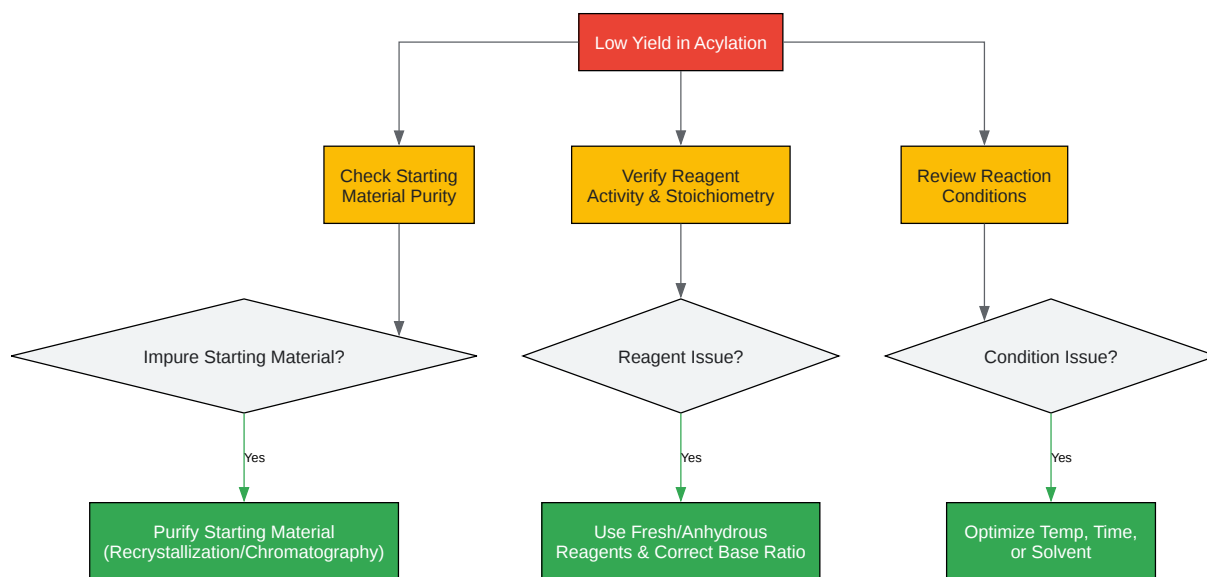 Low Yield in Acylation
Check Starting
Material Purity
Verify Reagent
Activity & Stoichiometry
Review Reaction
Conditions
Impure Starting Material?
Reagent Issue?
Condition Issue?
Yes
Yes
Yes
Purify Starting Material
(Recrystallization/Chromatography)
Use Fresh/Anhydrous
Reagents & Correct Base Ratio
Optimize Temp, Time,
or Solvent